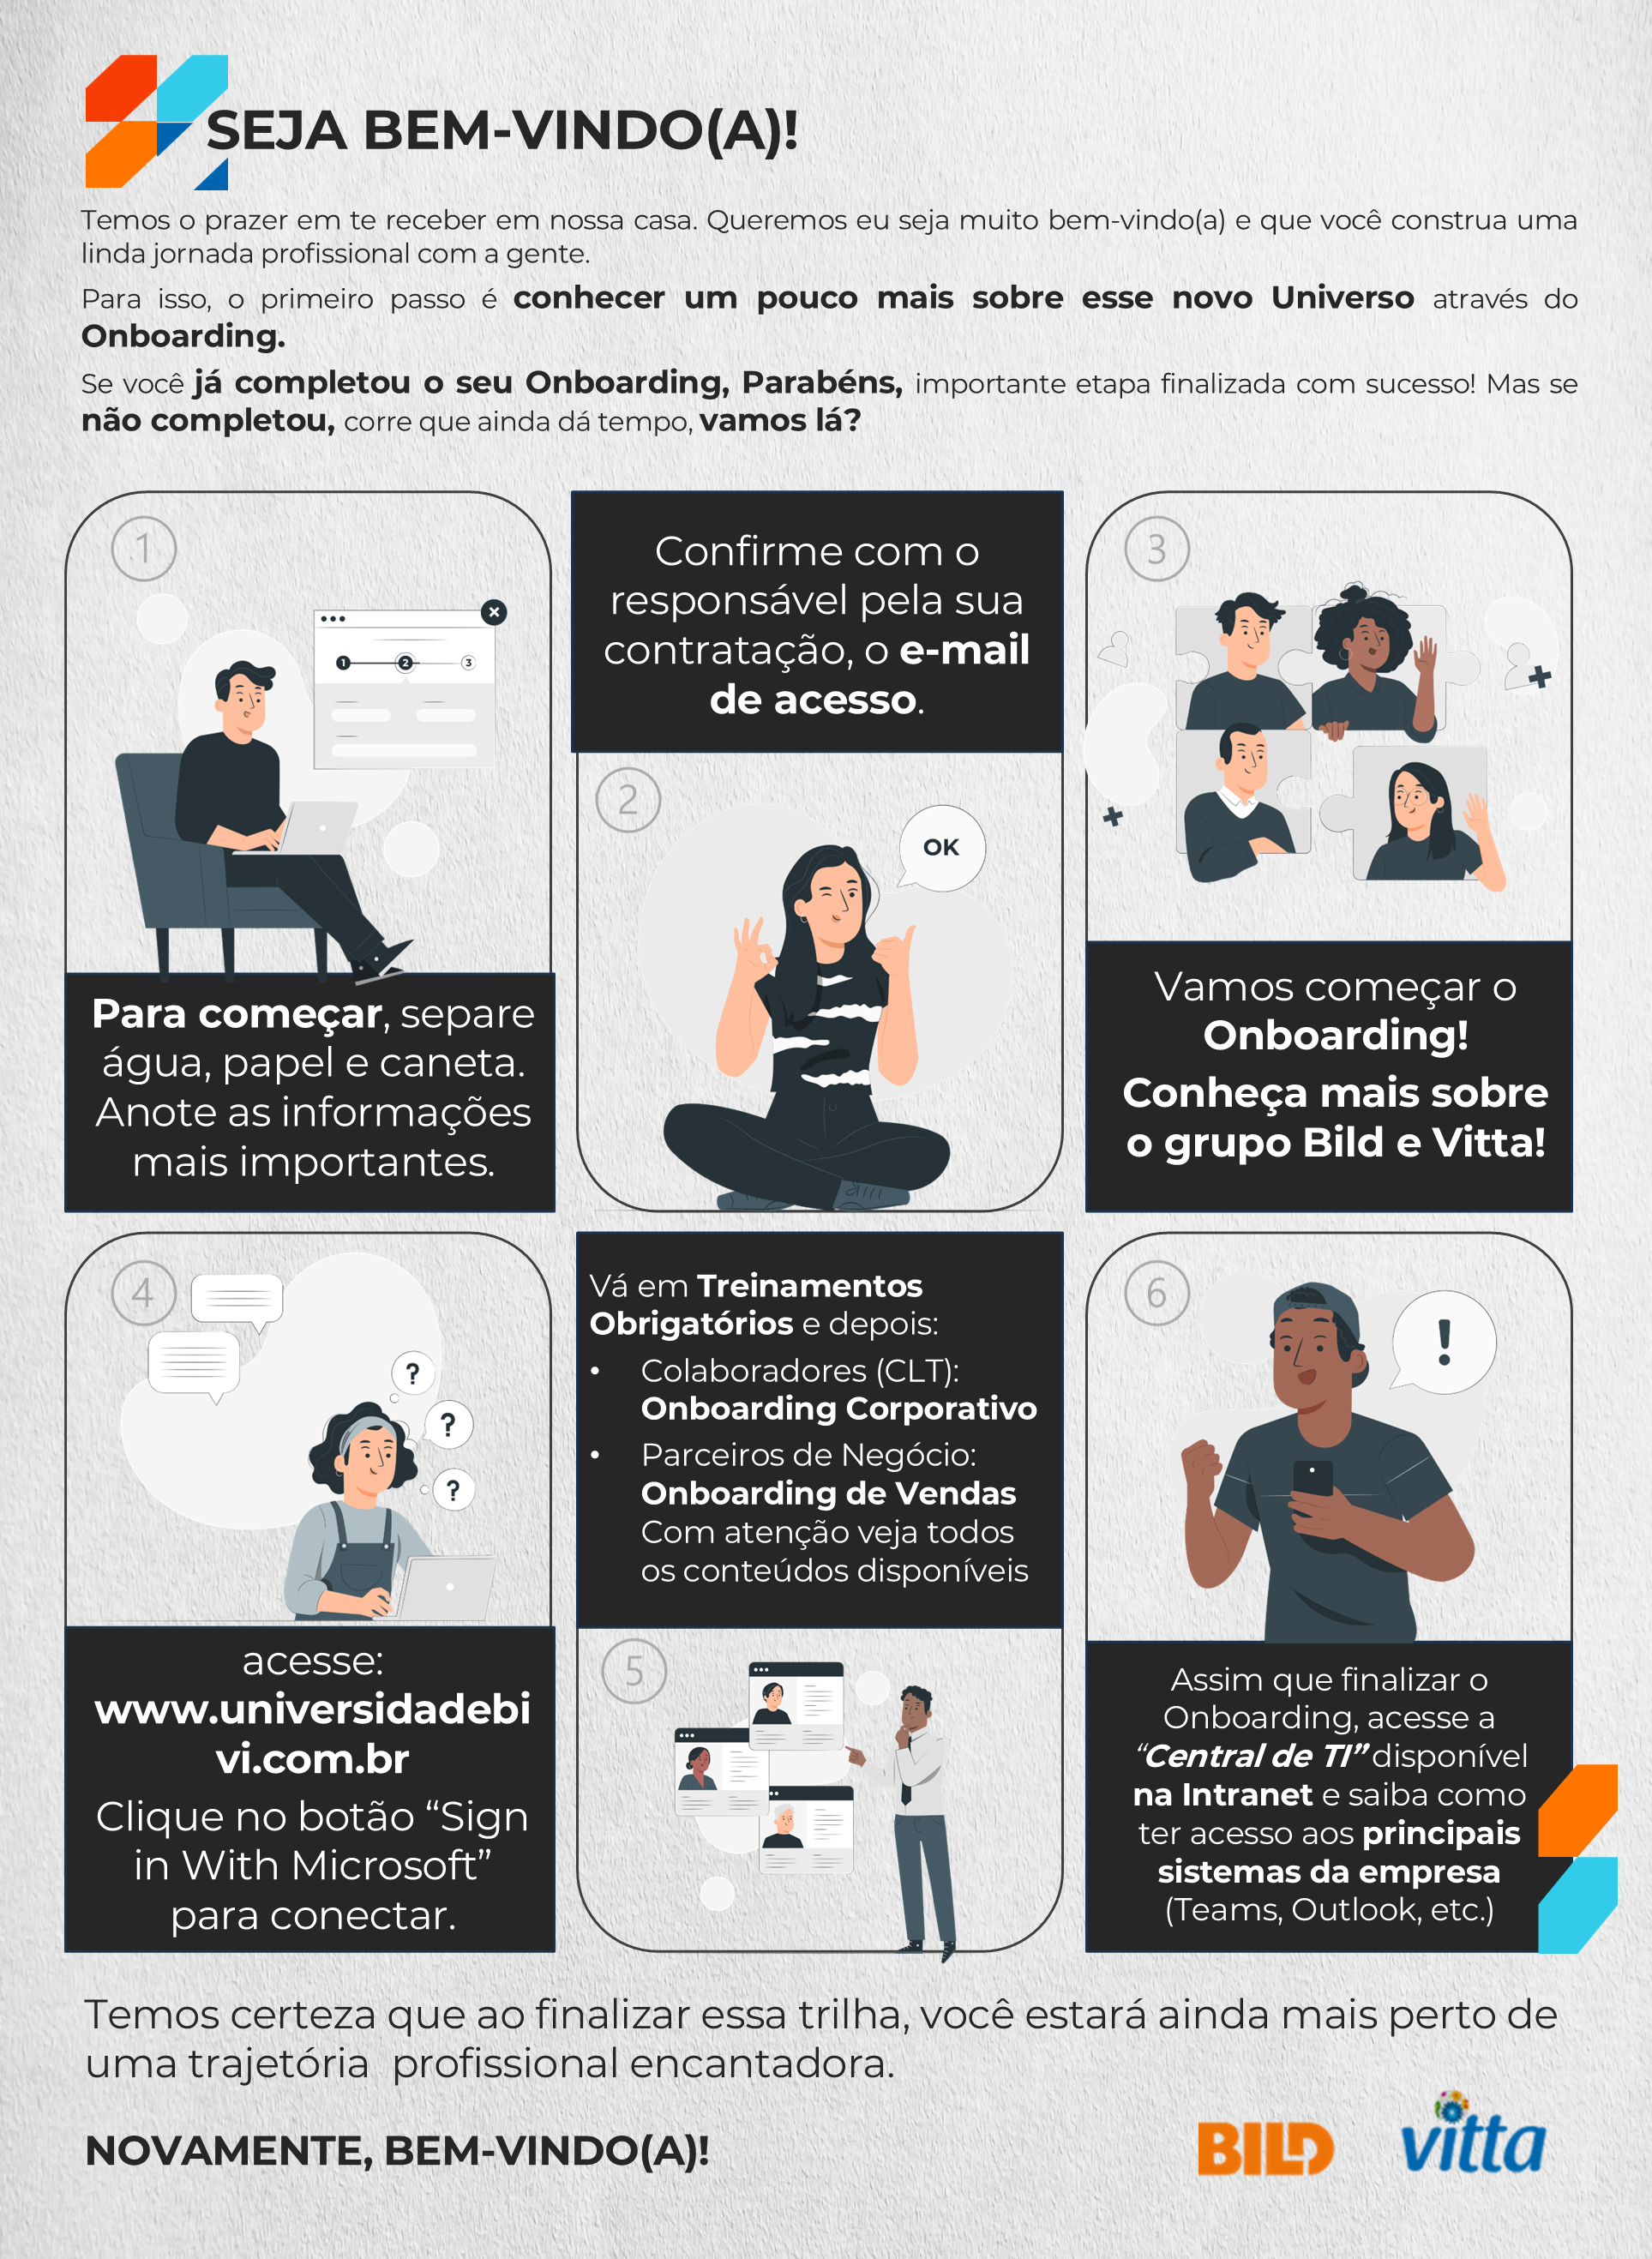 SEJA BEM-VINDO(A)!
Temos o prazer em te receber em nossa casa. Queremos eu seja muito bem-vindo(a) e que você construa uma
linda jornada profissional com a gente.
Para isso, o primeiro passo é conhecer um pouco mais sobre esse novo Universo através do
Onboarding.
Se você já completou o seu Onboarding, Parabéns, importante etapa finalizada com sucesso! Mas se
não completou, corre que ainda dá tempo, vamos lá?
1
1 2 3
Para começar, separe
água, papel e caneta.
Anote as informações
mais importantes.
Confirme com o
responsável pela sua
contratação, o e-mail
de acesso.
2
OK
3
Vamos começar o
Onboarding!
Conheça mais sobre
o grupo Bild e Vitta!
4
?
?
?
acesse:
www.universidadebi
vi.com.br
Clique no botão “Sign
in With Microsoft”
para conectar.
Vá em Treinamentos
Obrigatórios e depois:
• Colaboradores (CLT):
Onboarding Corporativo
• Parceiros de Negócio:
Onboarding de Vendas
Com atenção veja todos
os conteúdos disponíveis
5
6
!
Assim que finalizar o
Onboarding, acesse a
“Central de TI” disponível
na Intranet e saiba como
ter acesso aos principais
sistemas da empresa
(Teams, Outlook, etc.)
Temos certeza que ao finalizar essa trilha, você estará ainda mais perto de
uma trajetória  profissional encantadora.
NOVAMENTE, BEM-VINDO(A)!
BILD
vitta